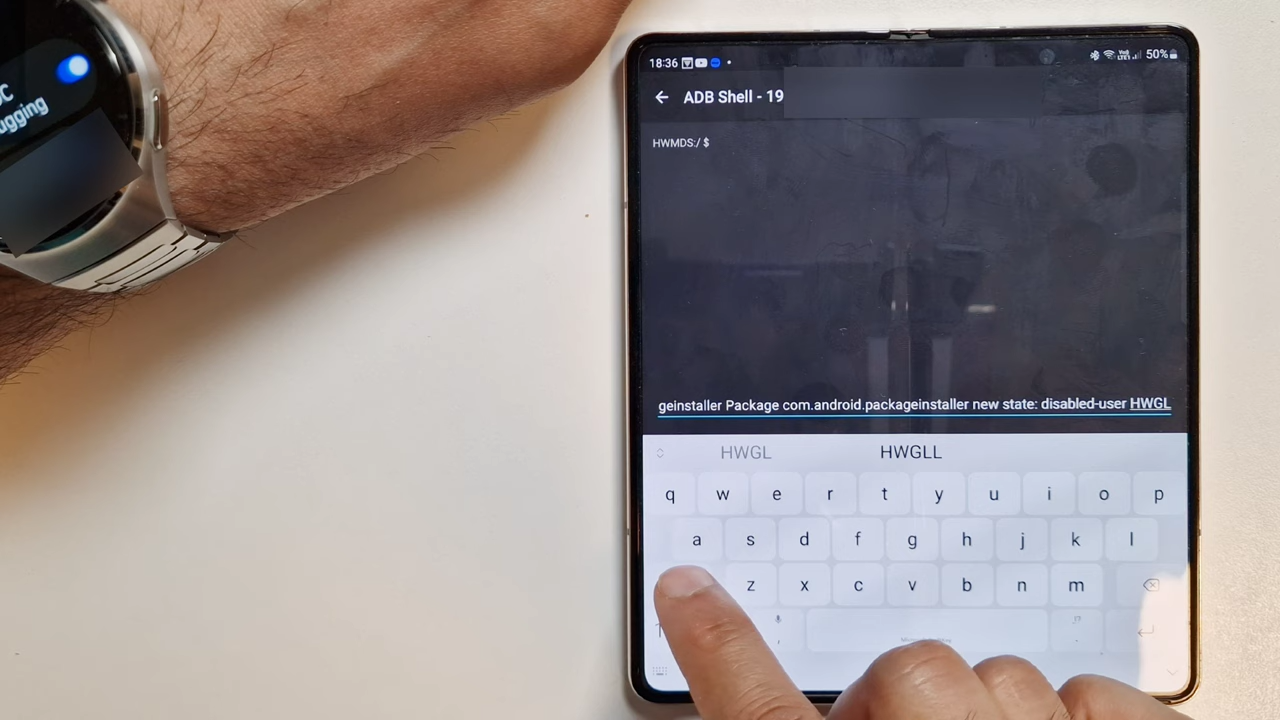 C
ugging
18:36 50%
ADB Shell - 19
HWMDS:/ $
geinstaller Package com.android.packageinstaller new state: disabled-user HWGL
HWGL HWGLL
q w e r t y u i o p
a s d f g h j k l
z x c v b n m